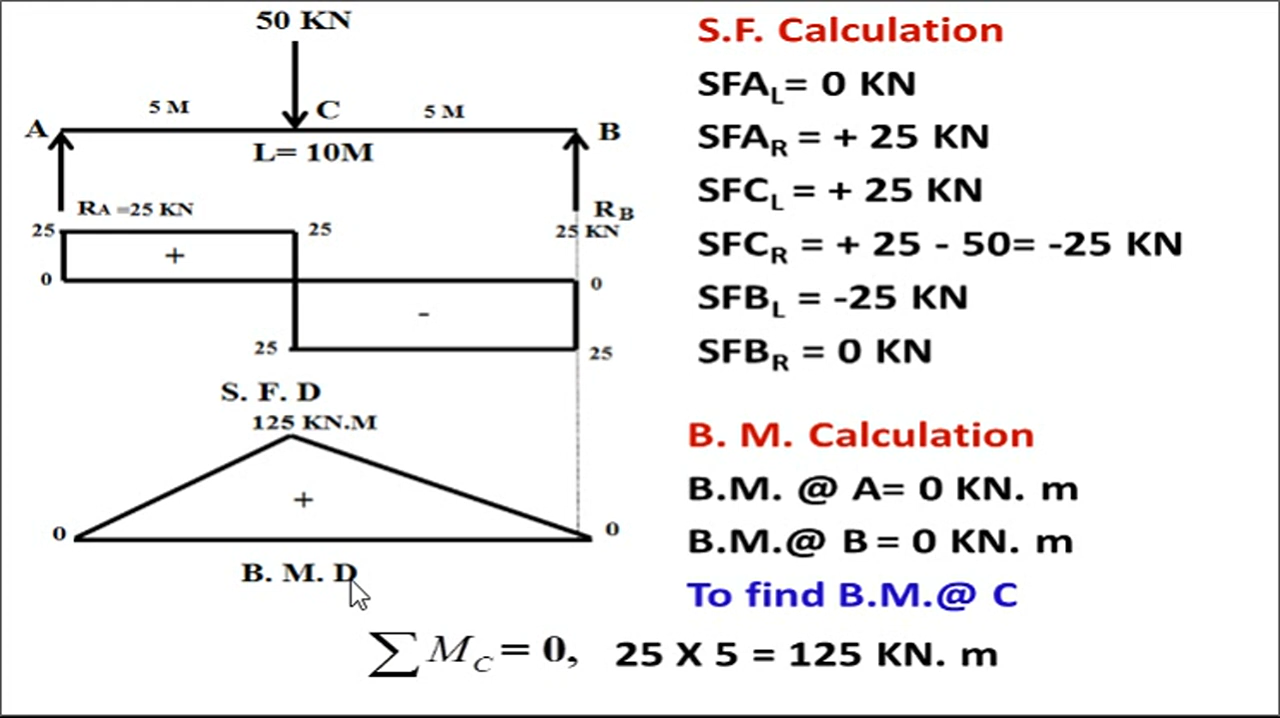 50 KN
5 M
C
5 M
A
B
L= 10M
RA =25 KN
RB
25 KN
25
25
+
0
0
-
25
25
S. F. D
125 KN.M
+
0
0
B. M. D
S.F. Calculation
SFAL= 0 KN
SFAR = + 25 KN
SFCL = + 25 KN
SFCR = + 25 - 50= -25 KN
SFBL = -25 KN
SFBR = 0 KN
B. M. Calculation
B.M. @ A= 0 KN. m
B.M.@ B = 0 KN. m
To find B.M.@ C
∑ MC = 0, 25 X 5 = 125 KN. m